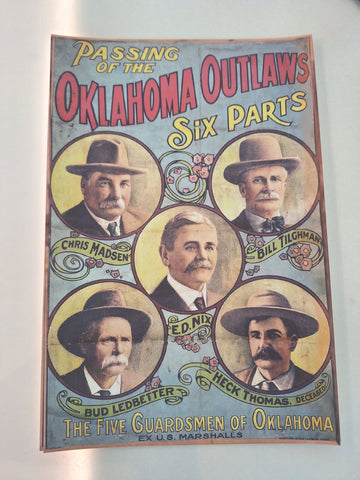 PASSING
OF THE
OKLAHOMA OUTLAWS
SIX PARTS
CHRIS MADSEN
BILL TILGHMAN
E.D. NIX
BUD LEDBETTER
HECK THOMAS, DECEASED
THE FIVE GUARDSMEN OF OKLAHOMA
EX U.S. MARSHALLS